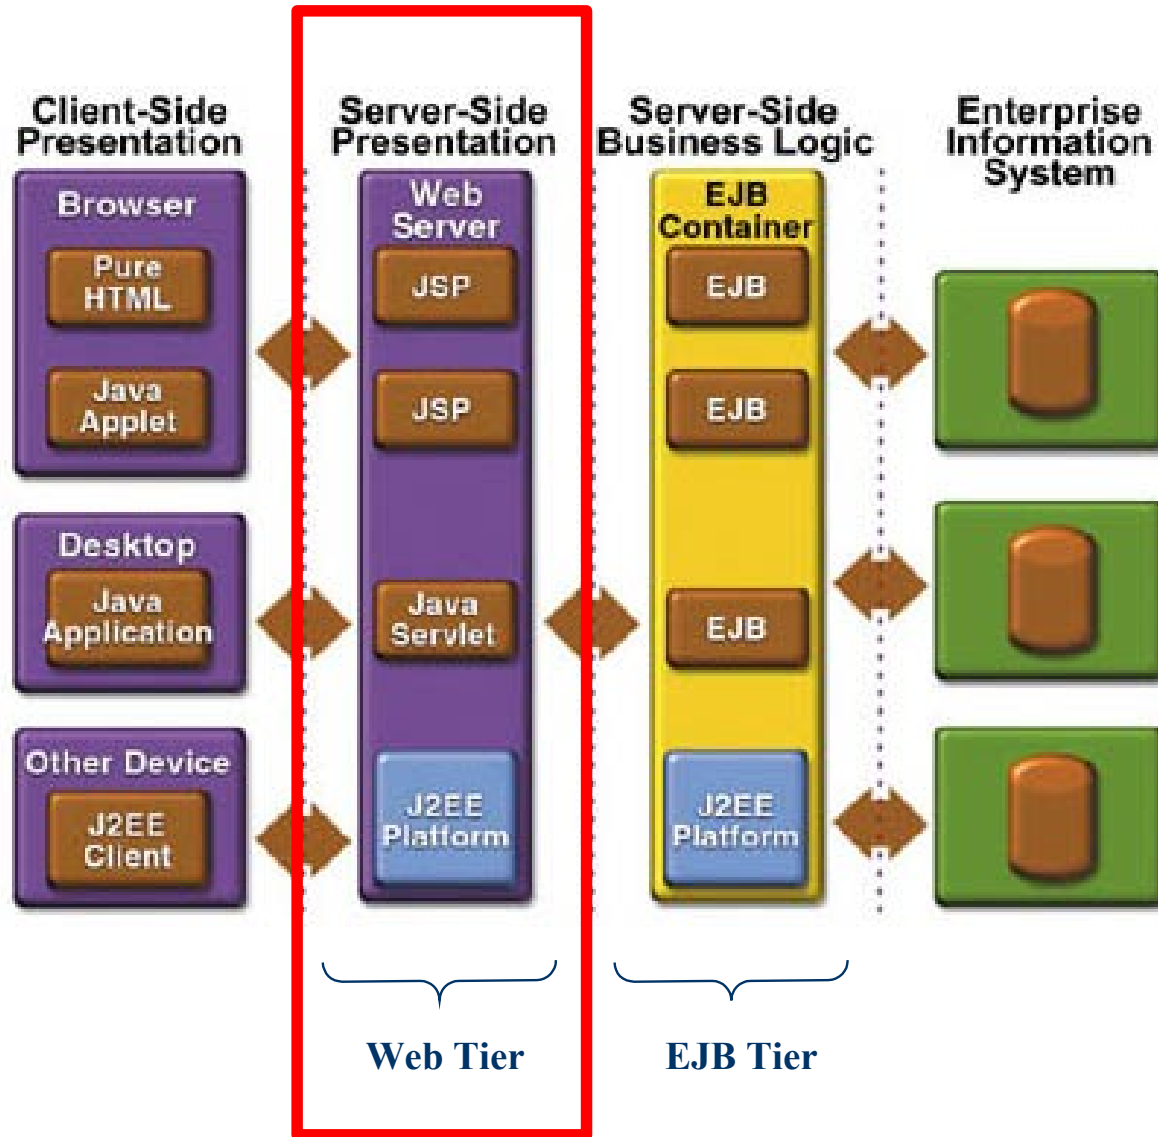 Client-Side
Presentation
Browser
Pure
HTML
Java
Applet
Desktop
Java
Application
Other Device
J2EE
Client
Server-Side
Presentation
Web
Server
JSP
JSP
Java
Servlet
J2EE
Platform
Web Tier
Server-Side
Business Logic
EJB
Container
EJB
EJB
EJB
J2EE
Platform
EJB Tier
Enterprise
Information
System